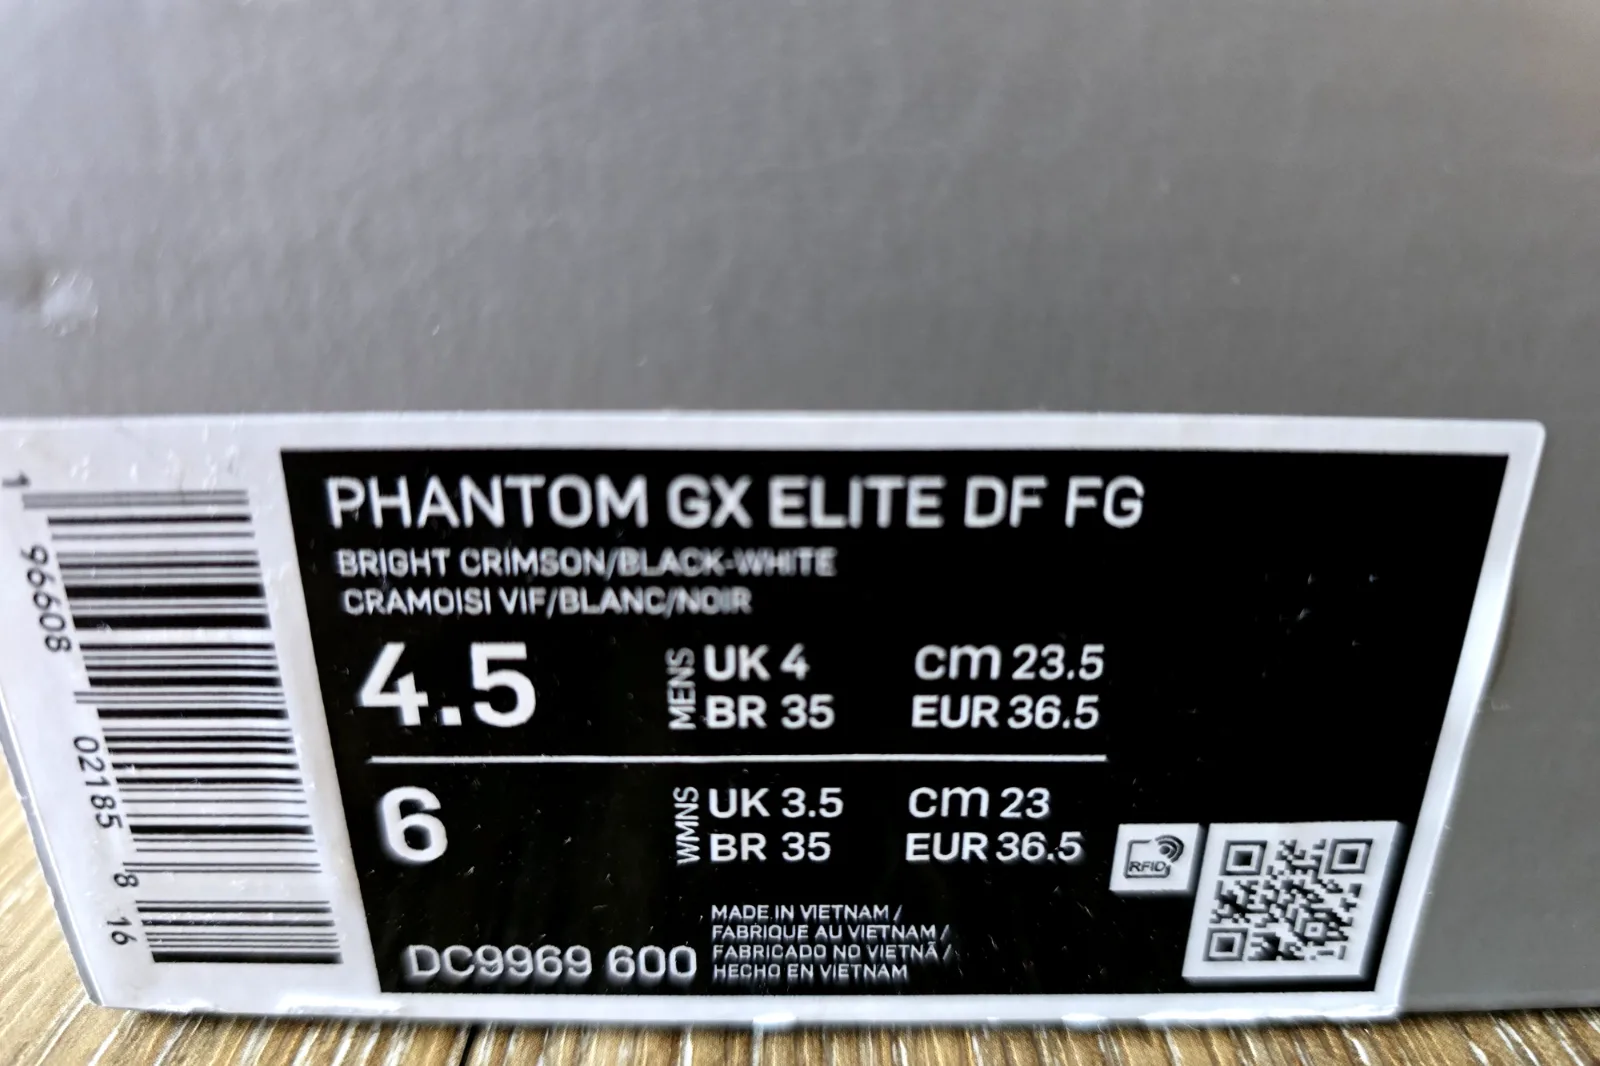 PHANTOM GX ELITE DF FG
BRIGHT CRIMSON/BLACK-WHITE
CRAMOISI VIF/BLANC/NOIR
4.5
MENS
UK 4
cm 23.5
BR 35
EUR 36.5
6
WMNS
UK 3.5
cm 23
BR 35
EUR 36.5
DC9969 600
MADE IN VIETNAM /
FABRIQUE AU VIETNAM /
FABRICADO NO VIETNÃ /
HECHO EN VIETNAM
RFID
1 96608 02185 8 16